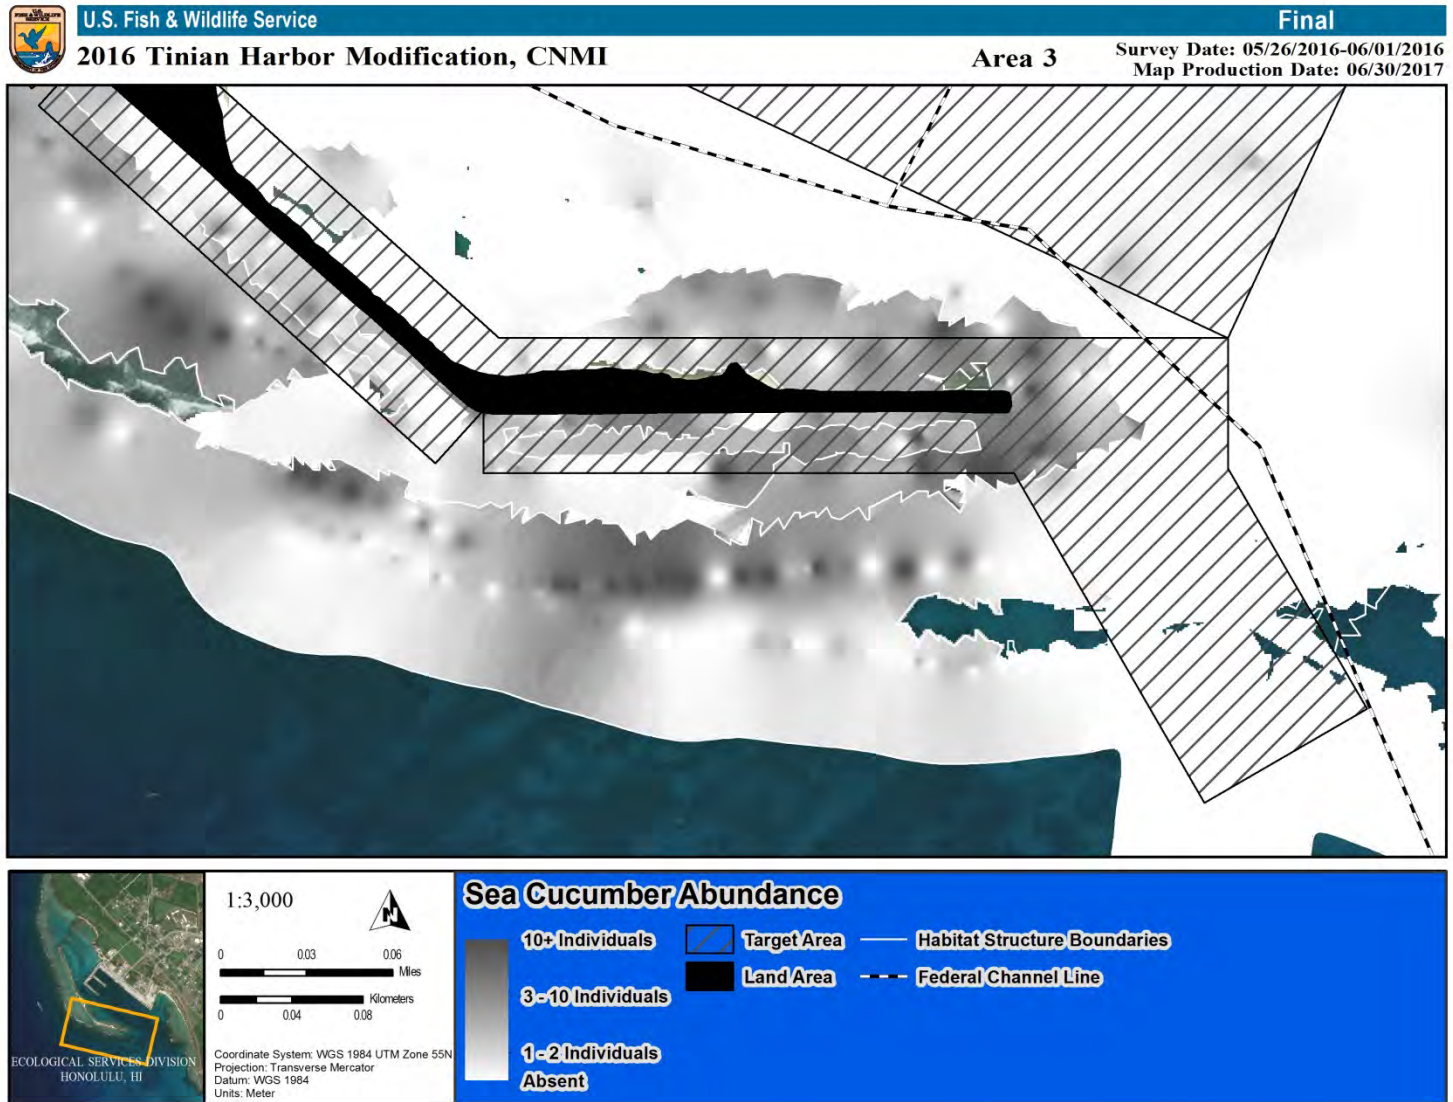 U.S.
FISH & WILDLIFE
SERVICE
U.S. Fish & Wildlife Service
Final
2016 Tinian Harbor Modification, CNMI
Area 3
Survey Date: 05/26/2016-06/01/2016
Map Production Date: 06/30/2017
ECOLOGICAL SERVICES DIVISION
HONOLULU, HI
1:3,000
N
0 0.03 0.06
Miles
Kilometers
0 0.04 0.08
Coordinate System: WGS 1984 UTM Zone 55N
Projection: Transverse Mercator
Datum: WGS 1984
Units: Meter
Sea Cucumber Abundance
10+ Individuals
3 - 10 Individuals
1 - 2 Individuals
Absent
Target Area
Land Area
Habitat Structure Boundaries
Federal Channel Line